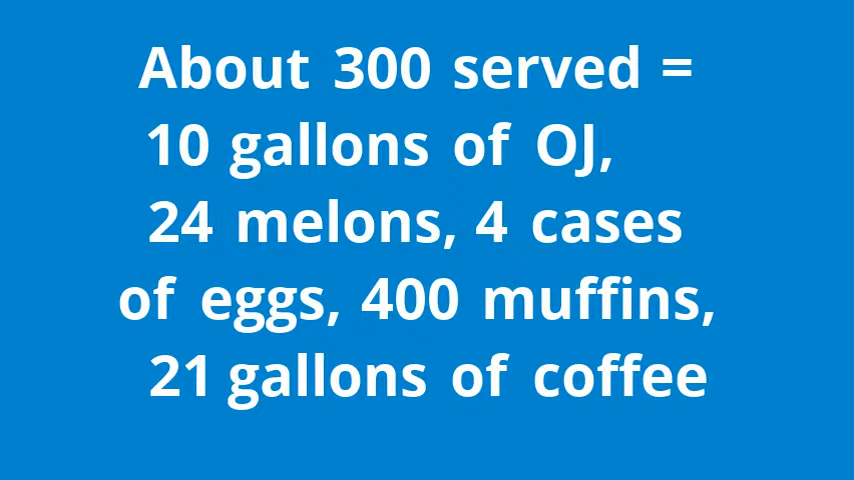 About 300 served =
10 gallons of OJ,
24 melons, 4 cases
of eggs, 400 muffins,
21 gallons of coffee